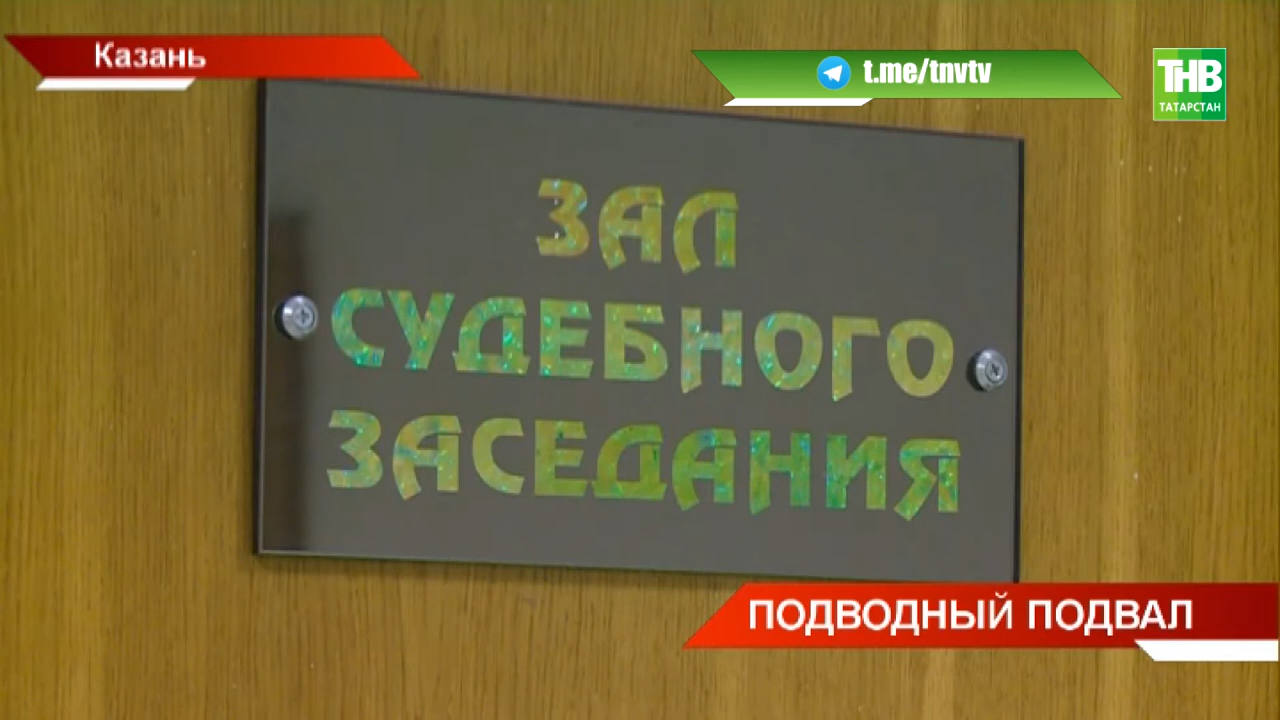 Казань
t.me/tnvtv
ТНВ
ТАТАРСТАН
ЗАЛ
СУДЕБНОГО
ЗАСЕДАНИЯ
ПОДВОДНЫЙ ПОДВАЛ